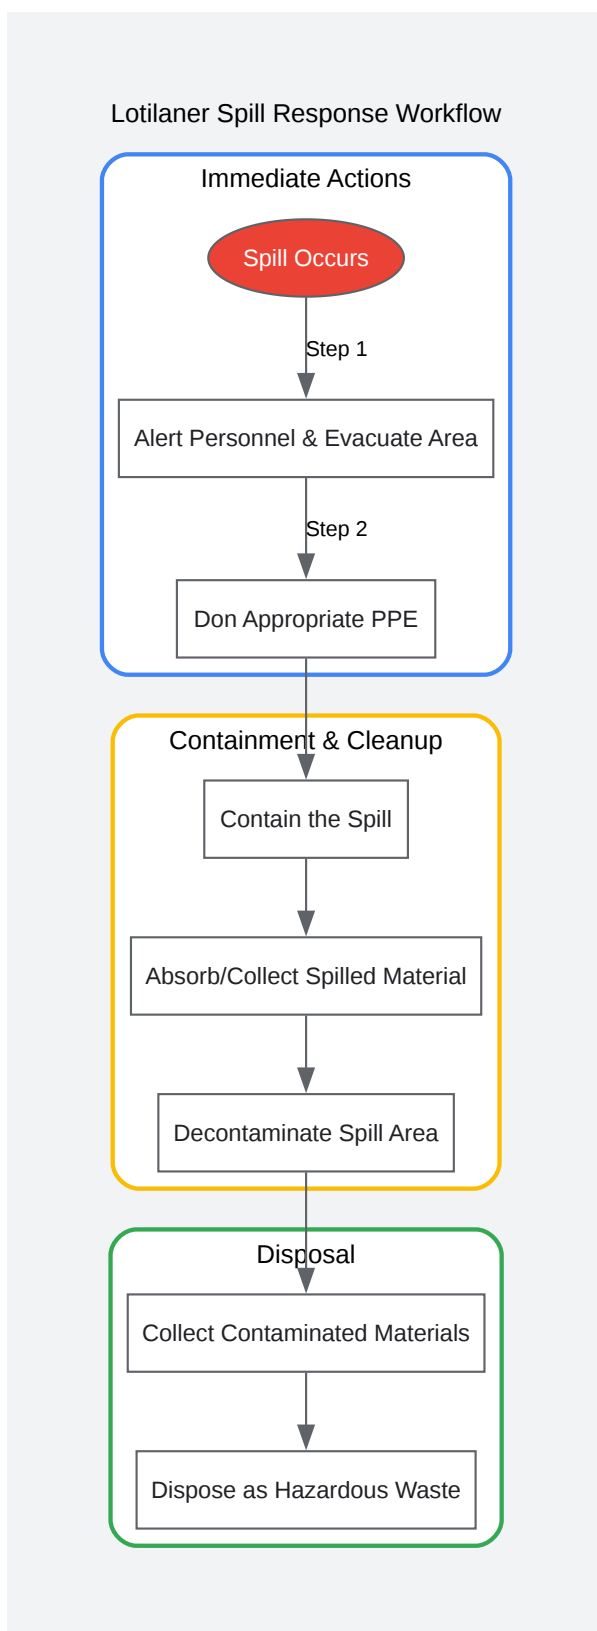 Lotilaner Spill Response Workflow
Immediate Actions
Spill Occurs
Step 1
Alert Personnel & Evacuate Area
Step 2
Don Appropriate PPE
Containment & Cleanup
Contain the Spill
Absorb/Collect Spilled Material
Decontaminate Spill Area
Disposal
Collect Contaminated Materials
Dispose as Hazardous Waste